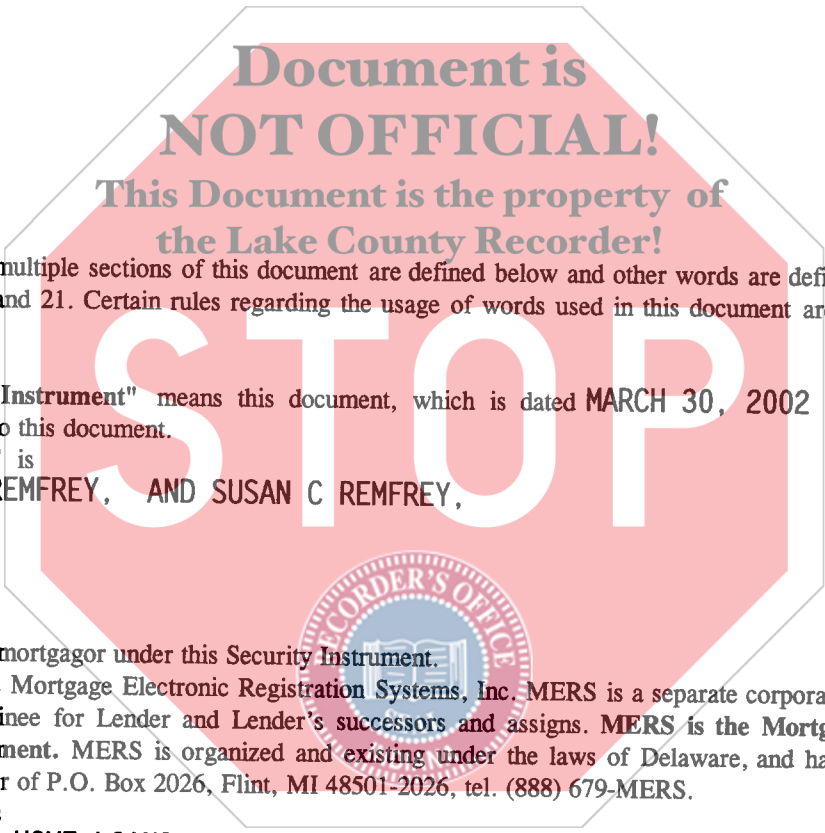 Document is
NOT OFFICIAL!
This Document is the property of
the Lake County Recorder!
multiple sections of this document are defined below and other words are defi
and 21. Certain rules regarding the usage of words used in this document ar
STOP
Instrument" means this document, which is dated MARCH 30, 2002
o this document.
is
REMFREY, AND SUSAN C REMFREY,
RECORDER'S OFFICE
mortgagor under this Security Instrument.
Mortgage Electronic Registration Systems, Inc. MERS is a separate corpora
inee for Lender and Lender's successors and assigns. MERS is the Mortg
ment. MERS is organized and existing under the laws of Delaware, and ha
r of P.O. Box 2026, Flint, MI 48501-2026, tel. (888) 679-MERS.